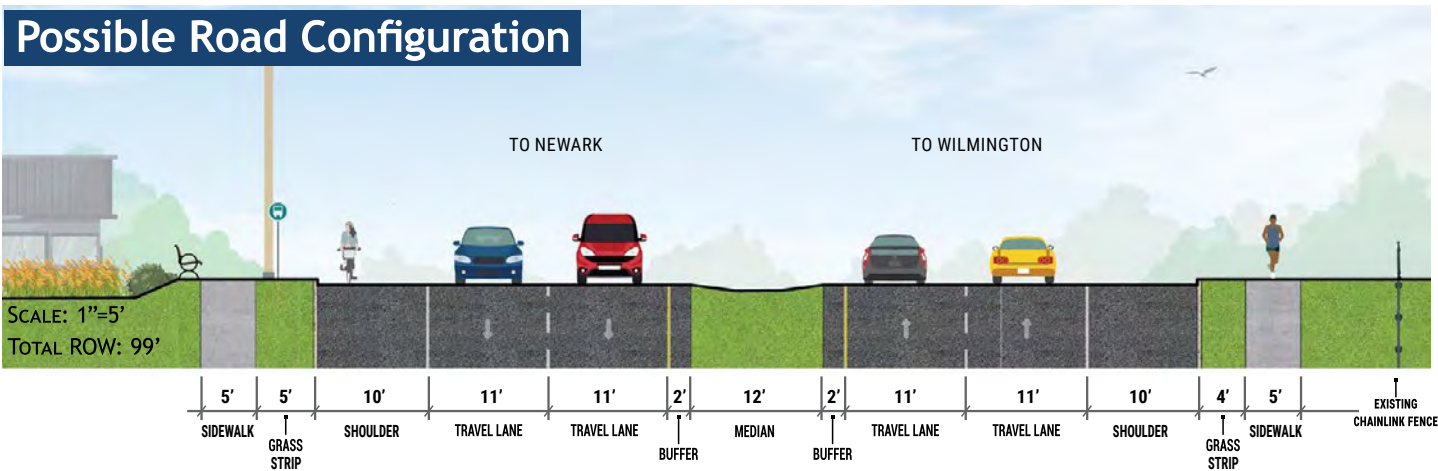 Possible Road Configuration
TO NEWARK
TO WILMINGTON
SCALE: 1”=5’
TOTAL ROW: 99’
5’ 5’ 10’ 11’ 11’ 2’ 12’ 2’ 11’ 11’ 10’ 4’ 5’
SIDEWALK
GRASS
STRIP
SHOULDER
TRAVEL LANE
TRAVEL LANE
BUFFER
MEDIAN
BUFFER
TRAVEL LANE
TRAVEL LANE
SHOULDER
GRASS
STRIP
SIDEWALK
EXISTING
CHAINLINK FENCE